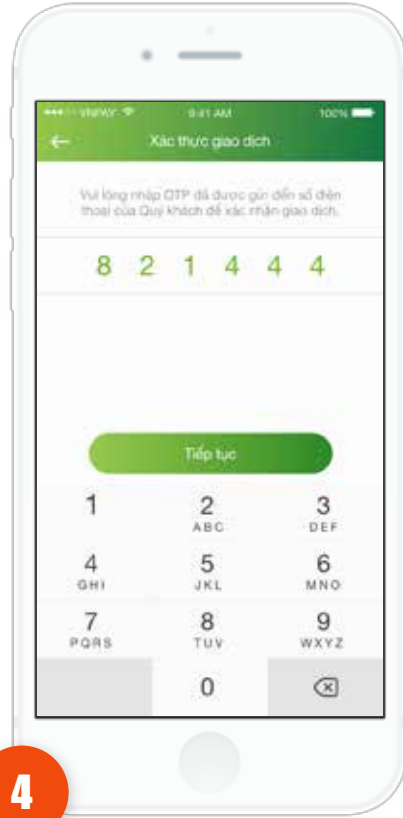 9:41 AM 100%
Xác thực giao dịch
Vui lòng nhập OTP đã được gửi đến số điện
thoại của Quý khách để xác nhận giao dịch.
8 2 1 4 4 4
Tiếp tục
1 2 3
ABC DEF
4 5 6
GHI JKL MNO
7 8 9
PQRS TUV WXYZ
0
4